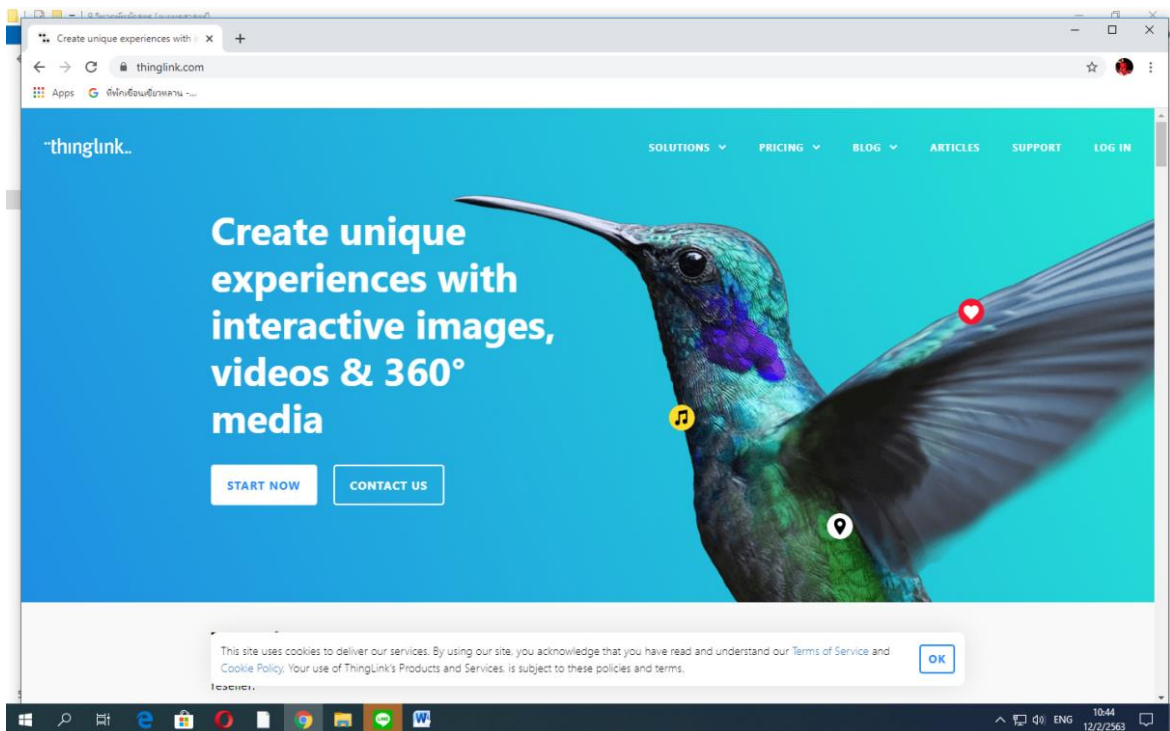 Create unique experiences with i
thinglink.com
Apps
thinglink..
SOLUTIONS
PRICING
BLOG
ARTICLES
SUPPORT
LOG IN
Create unique
experiences with
interactive images,
videos & 360°
media
START NOW
CONTACT US
This site uses cookies to deliver our services. By using our site, you acknowledge that you have read and understand our Terms of Service and
Cookie Policy. Your use of ThingLink's Products and Services, is subject to these policies and terms.
OK
reseller.
ENG
10:44
12/2/2563